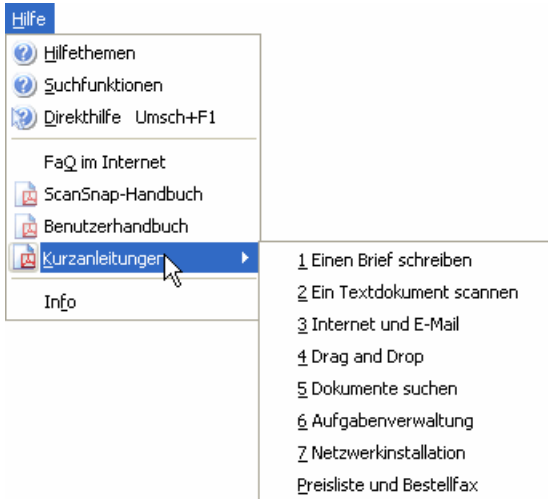 Hilfe
Hilfethemen
Suchfunktionen
Direkthilfe Umsch+F1
FaQ im Internet
ScanSnap-Handbuch
Benutzerhandbuch
Kurzanleitungen
Info
1 Einen Brief schreiben
2 Ein Textdokument scannen
3 Internet und E-Mail
4 Drag and Drop
5 Dokumente suchen
6 Aufgabenverwaltung
7 Netzwerkinstallation
Preisliste und Bestellfax